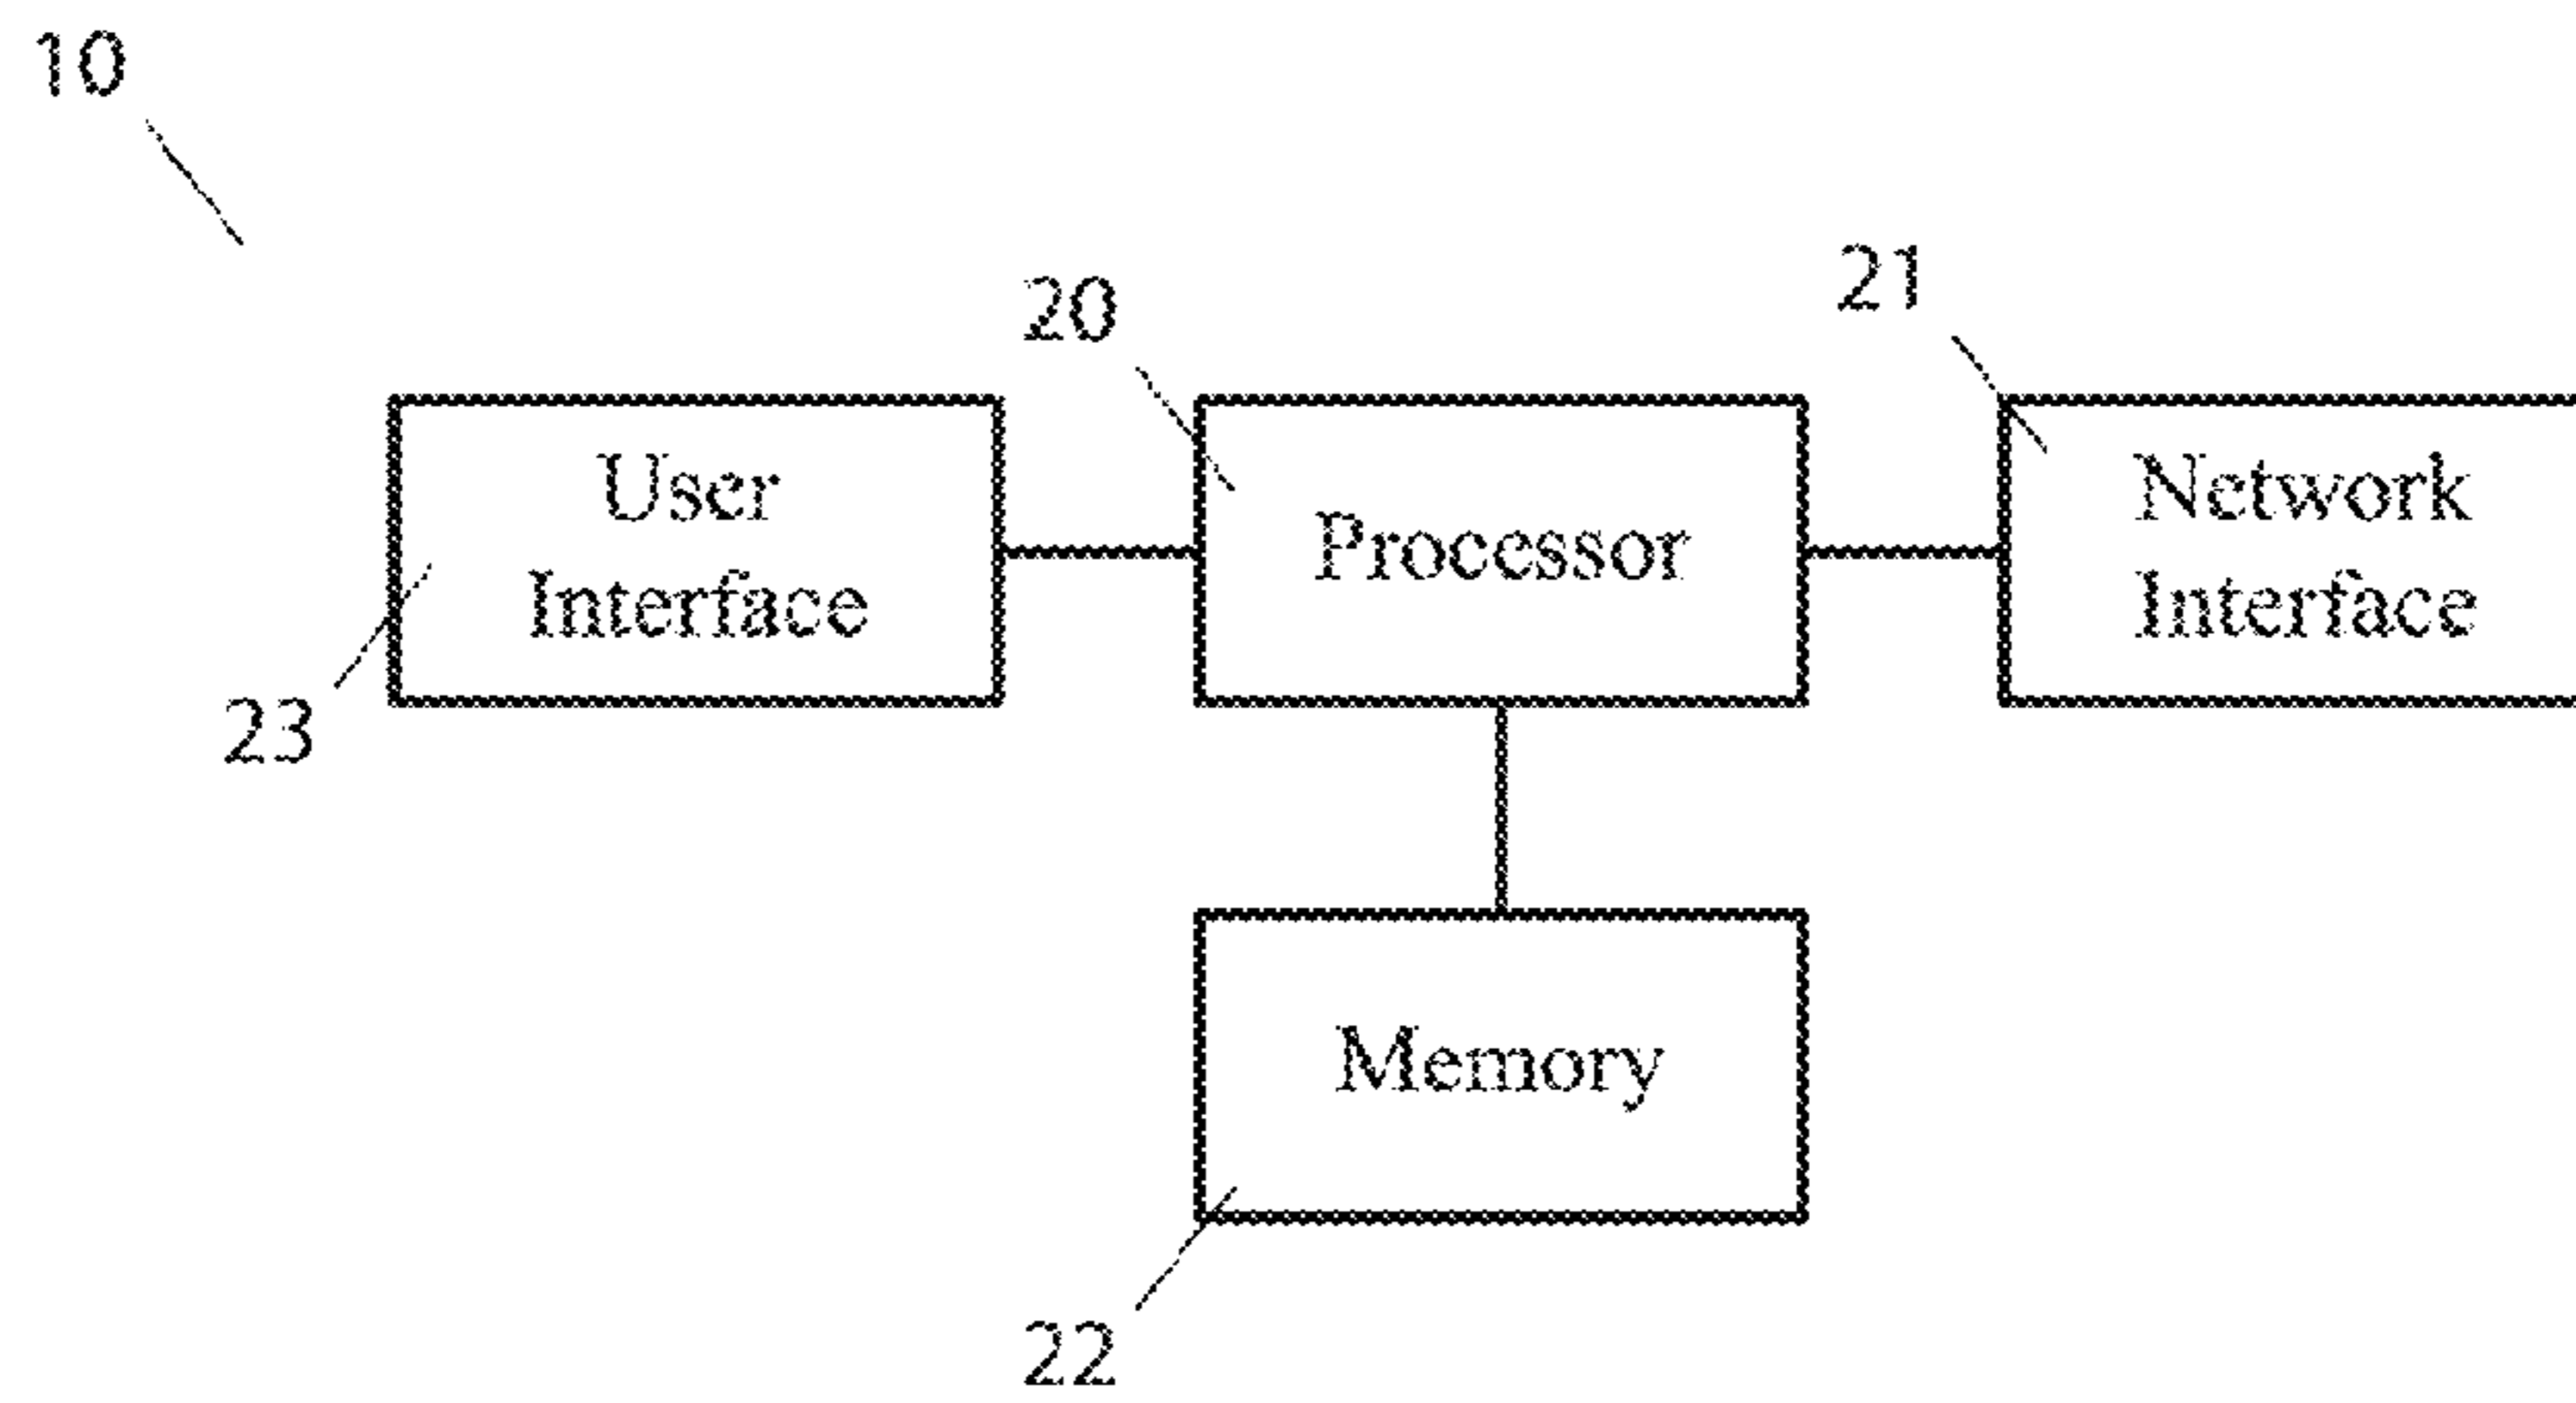 10
20
21
User
Interface
Processor
Network
Interface
23
Memory
22